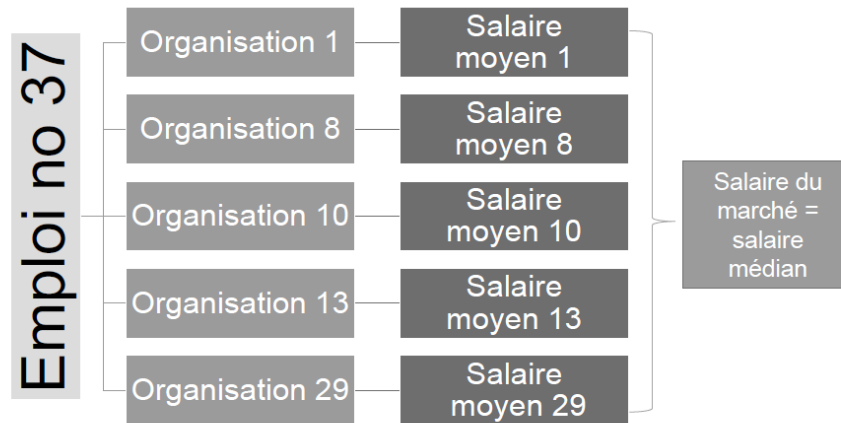 Emploi no 37
Organisation 1
Salaire
moyen 1
Organisation 8
Salaire
moyen 8
Organisation 10
Salaire
moyen 10
Organisation 13
Salaire
moyen 13
Organisation 29
Salaire
moyen 29
Salaire du
marché =
salaire
médian